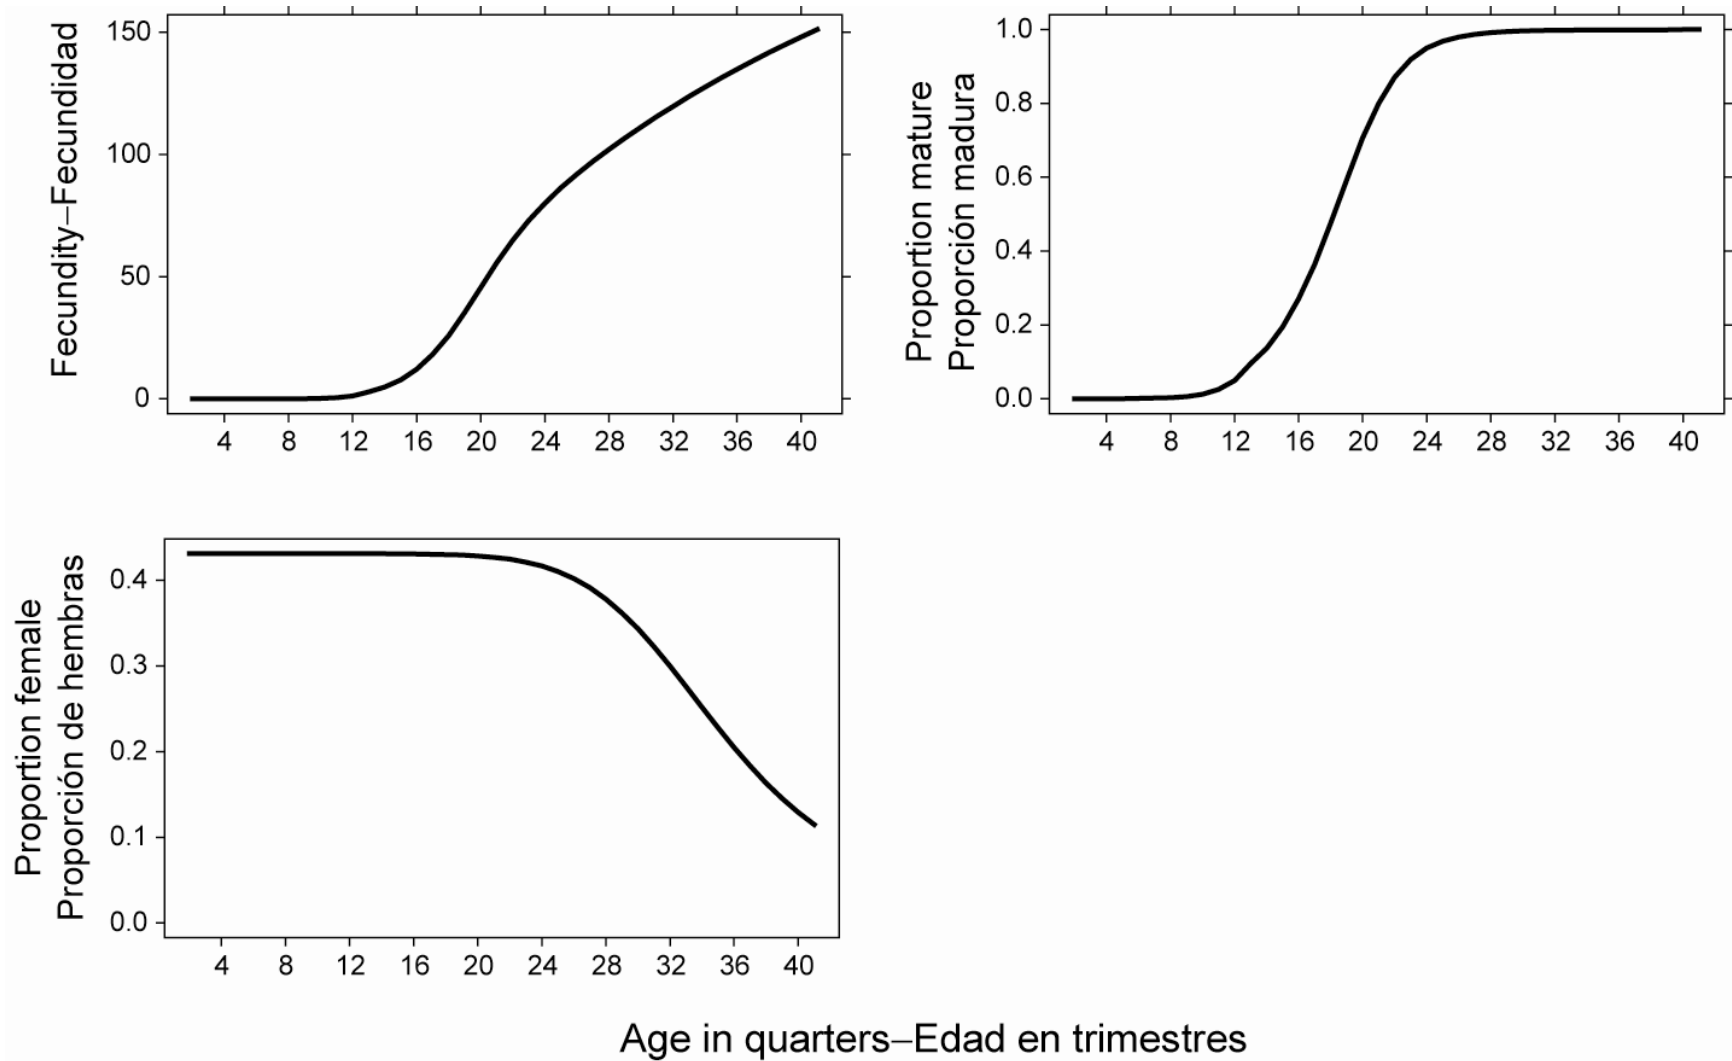 Fecundity–Fecundidad
150
100
50
0
4 8 12 16 20 24 28 32 36 40
Proportion mature
Proporción madura
1.0
0.8
0.6
0.4
0.2
0.0
4 8 12 16 20 24 28 32 36 40
Proportion female
Proporción de hembras
0.4
0.3
0.2
0.1
0.0
4 8 12 16 20 24 28 32 36 40
Age in quarters–Edad en trimestres